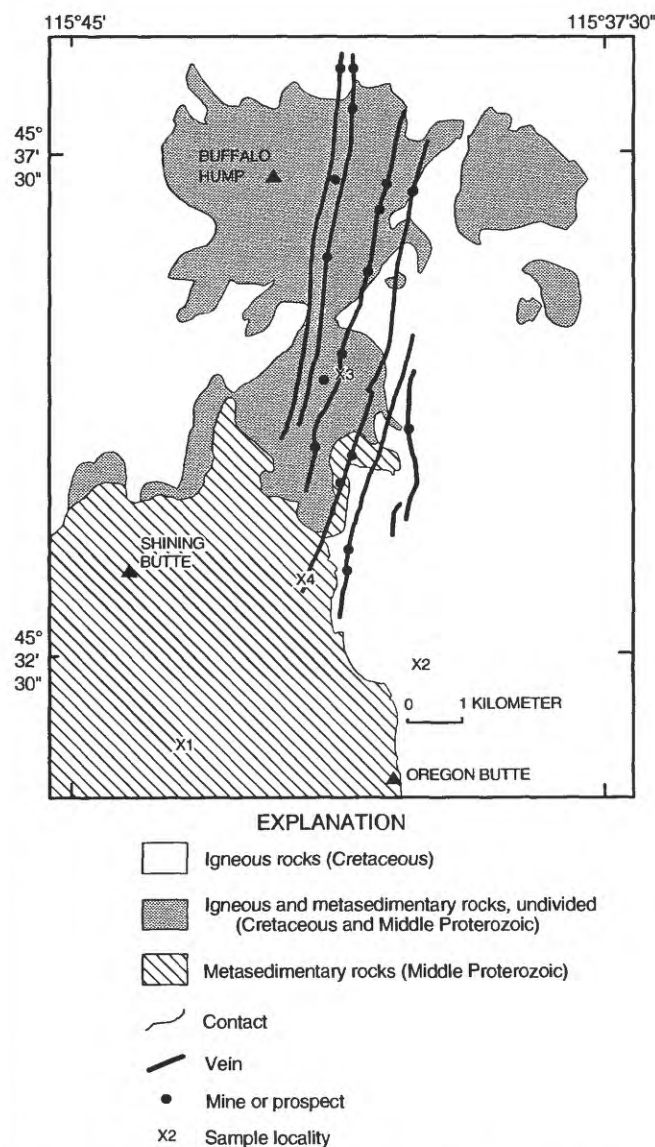 115°45'
115°37'30"
45°
37'
30"
BUFFALO
HUMP
X3
SHINING
BUTTE
X4
45°
32'
30"
X2
0 1 KILOMETER
X1
OREGON BUTTE
EXPLANATION
Igneous rocks (Cretaceous)
Igneous and metasedimentary rocks, undivided
(Cretaceous and Middle Proterozoic)
Metasedimentary rocks (Middle Proterozoic)
Contact
Vein
Mine or prospect
X2 Sample locality